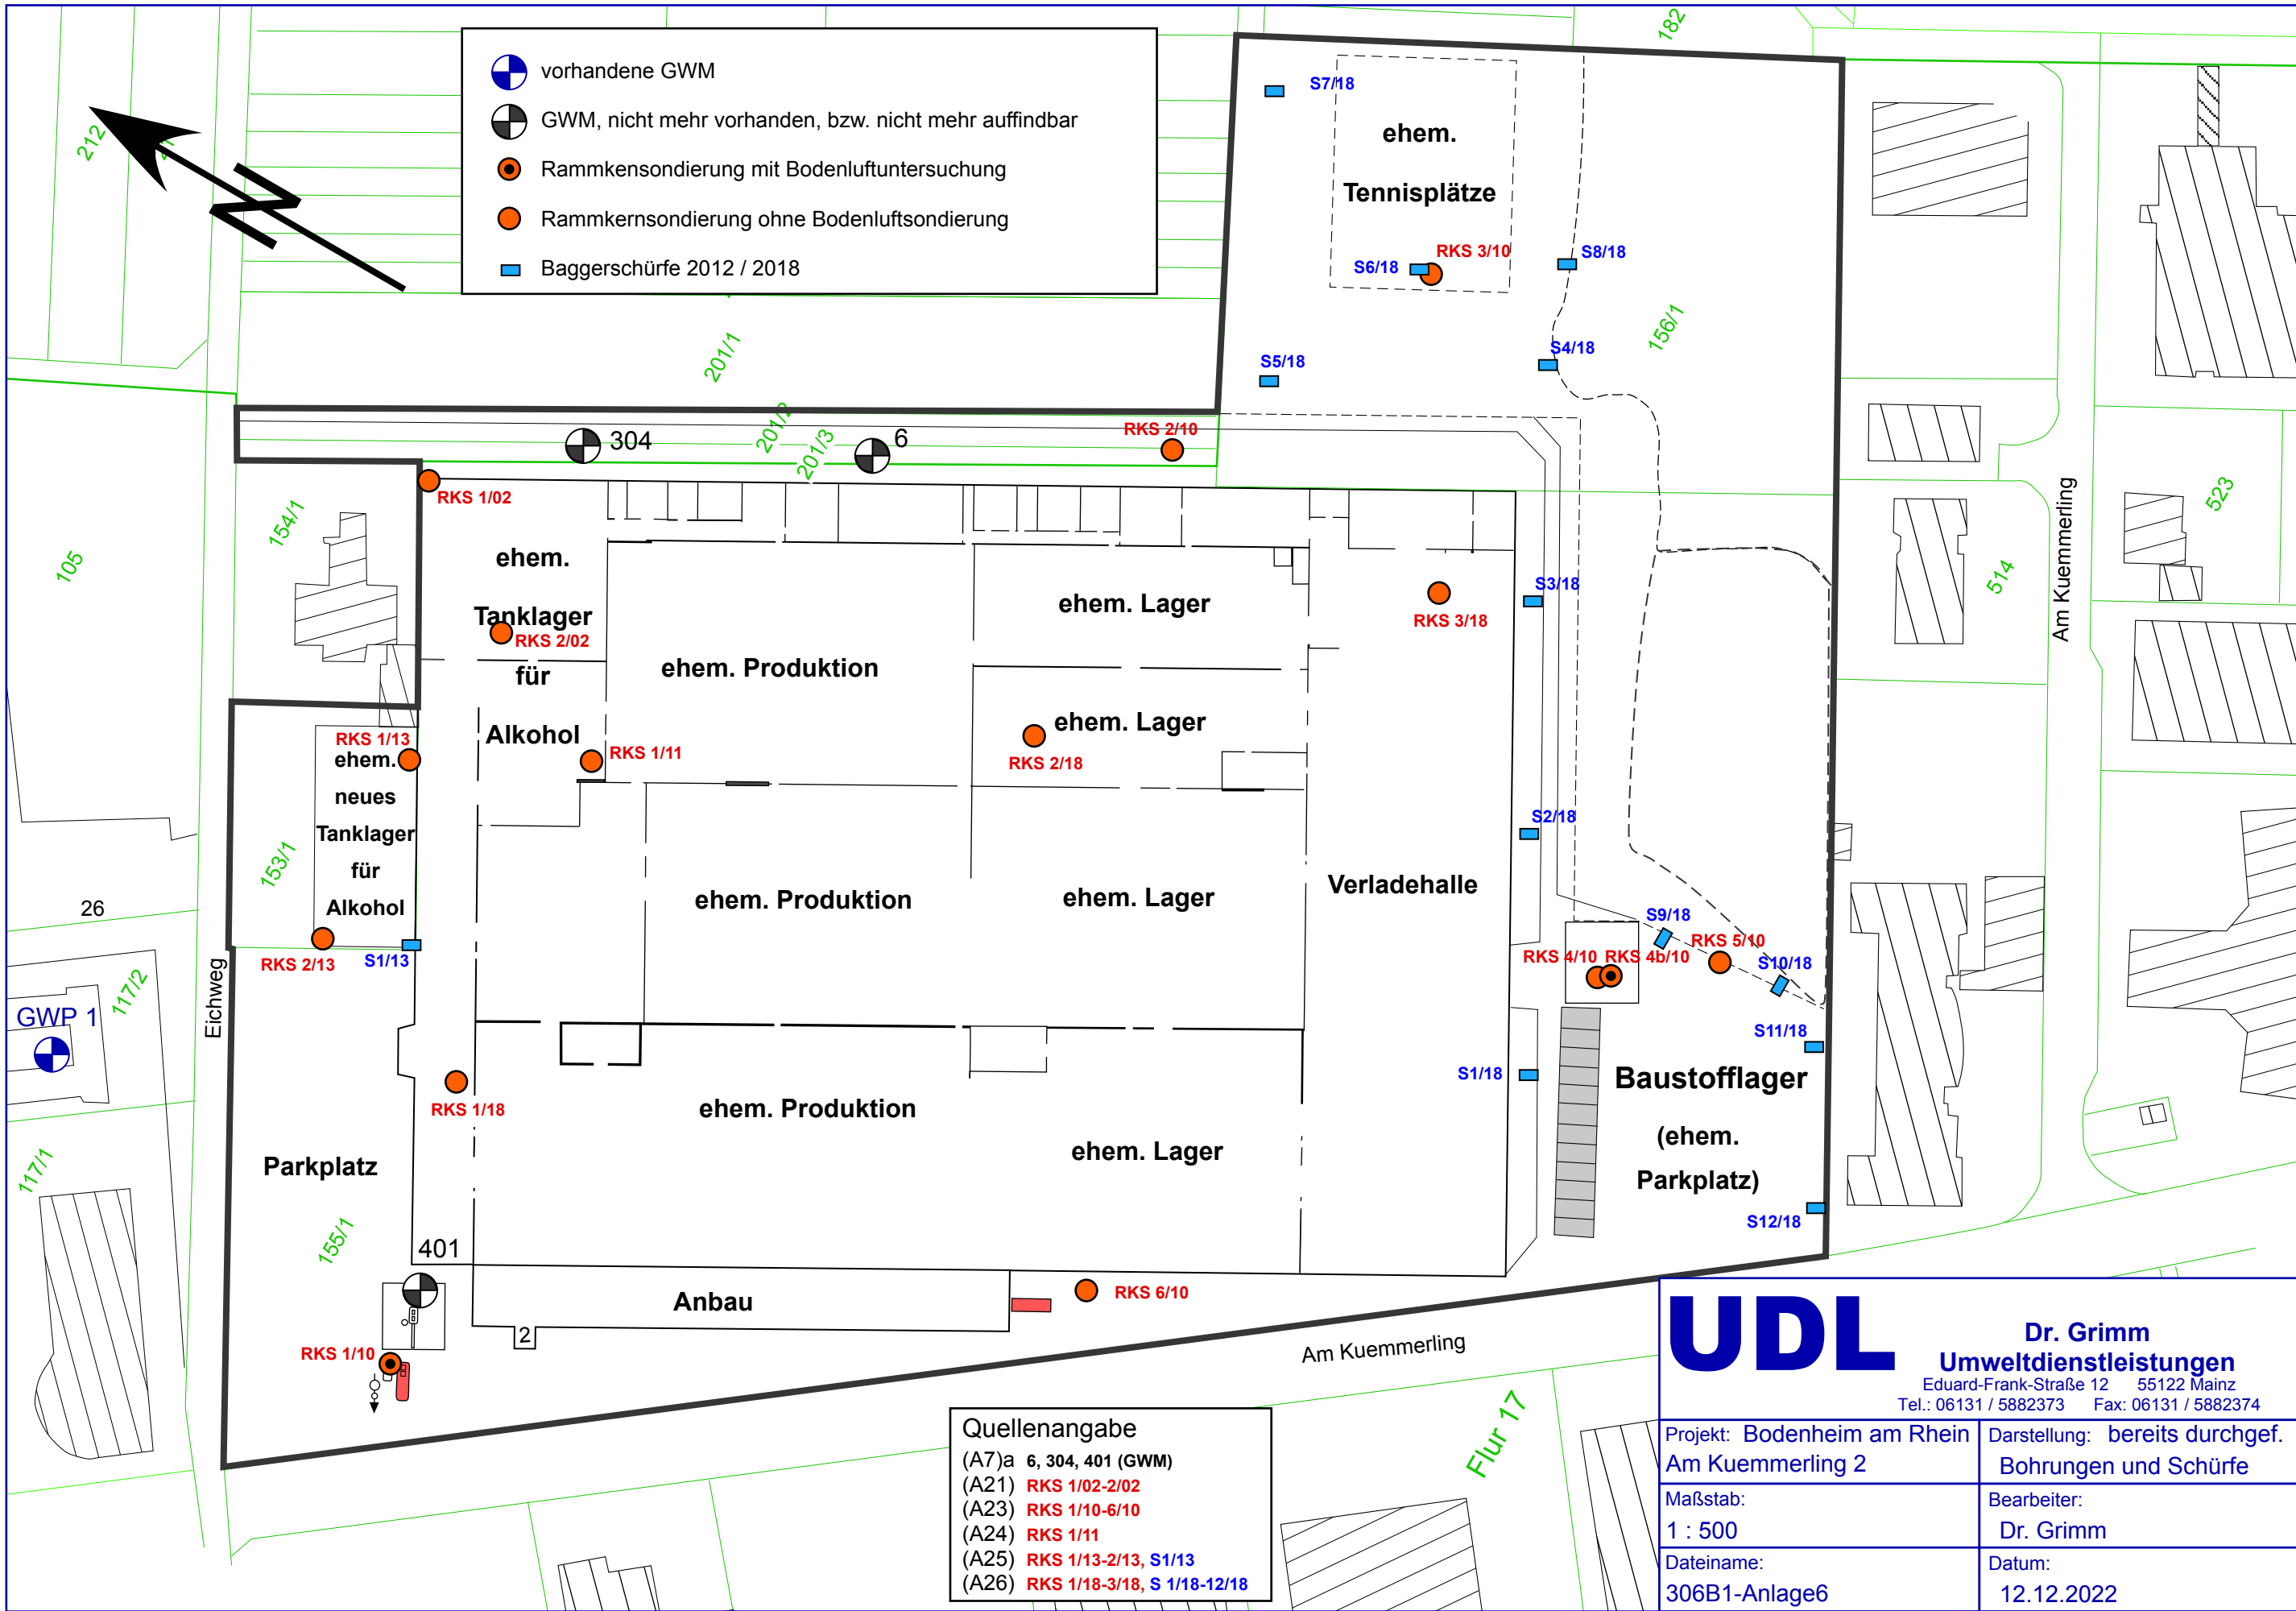 vorhandene GWM
GWM, nicht mehr vorhanden, bzw. nicht mehr auffindbar
Rammkensondierung mit Bodenluftuntersuchung
Rammkernsondierung ohne Bodenluftsondierung
Baggerschürfe 2012 / 2018
212
182
S7/18
ehem.
Tennisplätze
RKS 3/10
S6/18
S8/18
156/1
S4/18
S5/18
201/1
201/2
201/3
304
6
RKS 2/10
RKS 1/02
154/1
105
ehem.
Tanklager
RKS 2/02
für
Alkohol
RKS 1/11
ehem. Produktion
ehem. Lager
ehem. Lager
RKS 2/18
RKS 3/18
S3/18
S2/18
514
523
Am Kuemmerling
RKS 1/13
ehem.
neues
Tanklager
für
Alkohol
153/1
RKS 2/13
S1/13
26
117/2
GWP 1
Eichweg
117/1
ehem. Produktion
ehem. Lager
Verladehalle
S9/18
RKS 5/10
RKS 4/10
RKS 4b/10
S10/18
S11/18
S1/18
Baustofflager
(ehem.
Parkplatz)
S12/18
RKS 1/18
ehem. Produktion
ehem. Lager
Parkplatz
155/1
401
Anbau
2
RKS 6/10
RKS 1/10
Am Kuemmerling
Flur 17
Quellenangabe
(A7)a 6, 304, 401 (GWM)
(A21) RKS 1/02-2/02
(A23) RKS 1/10-6/10
(A24) RKS 1/11
(A25) RKS 1/13-2/13, S1/13
(A26) RKS 1/18-3/18, S 1/18-12/18
UDL
Dr. Grimm
Umweltdienstleistungen
Eduard-Frank-Straße 12 55122 Mainz
Tel.: 06131 / 5882373 Fax: 06131 / 5882374
Projekt: Bodenheim am Rhein
Am Kuemmerling 2
Darstellung: bereits durchgef.
Bohrungen und Schürfe
Maßstab:
1 : 500
Bearbeiter:
Dr. Grimm
Dateiname:
306B1-Anlage6
Datum:
12.12.2022